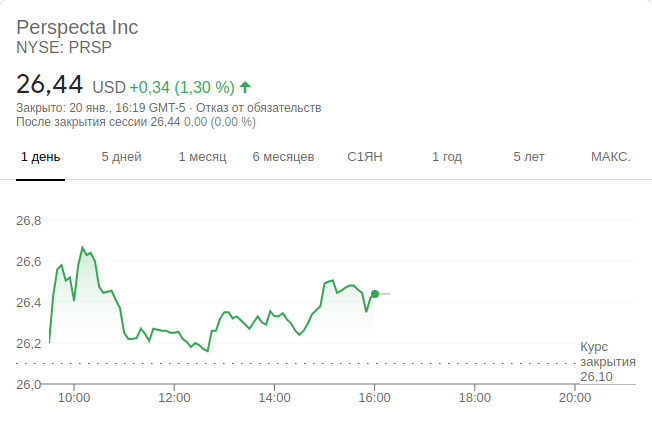 Perspecta Inc
NYSE: PRSP
26,44 USD +0,34 (1,30 %)
Закрыто: 20 янв., 16:19 GMT-5 · Отказ от обязательств
После закрытия сессии 26,44 0,00 (0,00 %)
1 день 5 дней 1 месяц 6 месяцев С1ЯН 1 год 5 лет МАКС.
26,8
26,6
26,4
26,2
Курс
закрытия
26,10
26,0
10:00 12:00 14:00 16:00 18:00 20:00